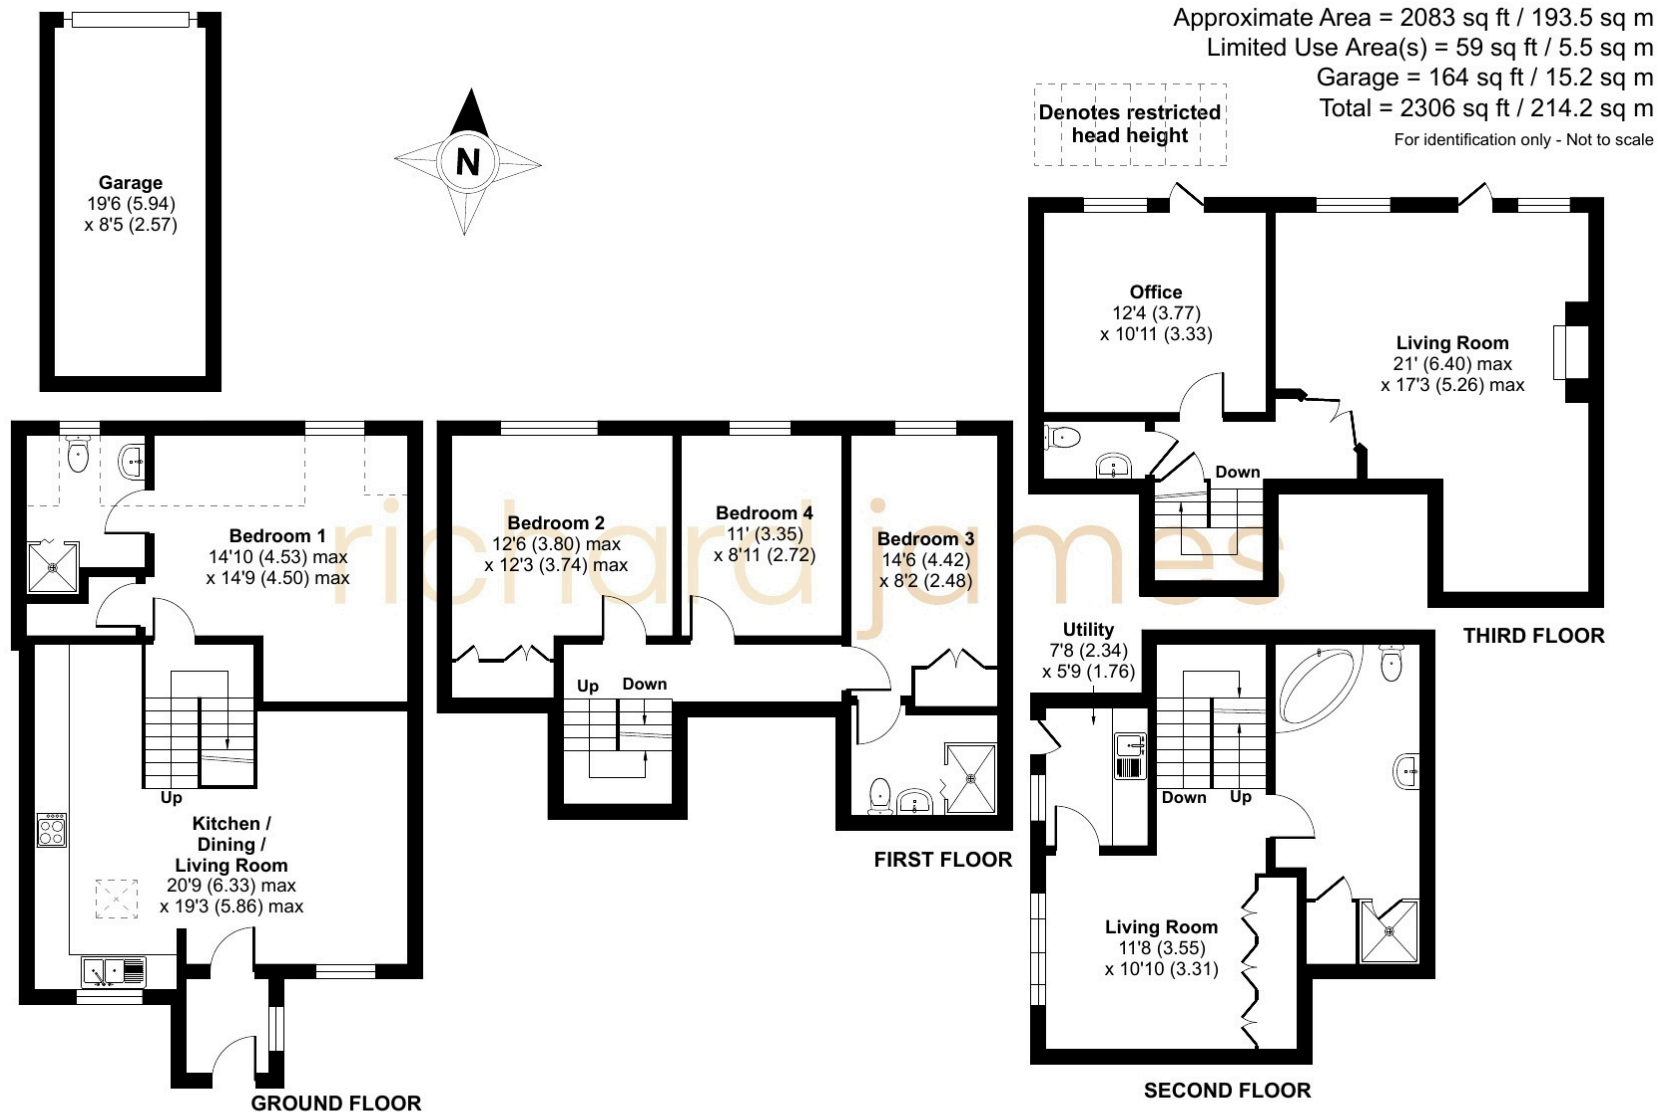 Approximate Area = 2083 sq ft / 193.5 sq m
Limited Use Area(s) = 59 sq ft / 5.5 sq m
Garage = 164 sq ft / 15.2 sq m
Total = 2306 sq ft / 214.2 sq m
For identification only - Not to scale
Denotes restricted
head height
N
Garage
19'6 (5.94)
x 8'5 (2.57)
Office
12'4 (3.77)
x 10'11 (3.33)
Living Room
21' (6.40) max
x 17'3 (5.26) max
Down
THIRD FLOOR
richard james
Bedroom 1
14'10 (4.53) max
x 14'9 (4.50) max
Up
Kitchen /
Dining /
Living Room
20'9 (6.33) max
x 19'3 (5.86) max
GROUND FLOOR
Bedroom 2
12'6 (3.80) max
x 12'3 (3.74) max
Bedroom 4
11' (3.35)
x 8'11 (2.72)
Bedroom 3
14'6 (4.42)
x 8'2 (2.48)
Up
Down
FIRST FLOOR
Utility
7'8 (2.34)
x 5'9 (1.76)
Down
Up
Living Room
11'8 (3.55)
x 10'10 (3.31)
SECOND FLOOR